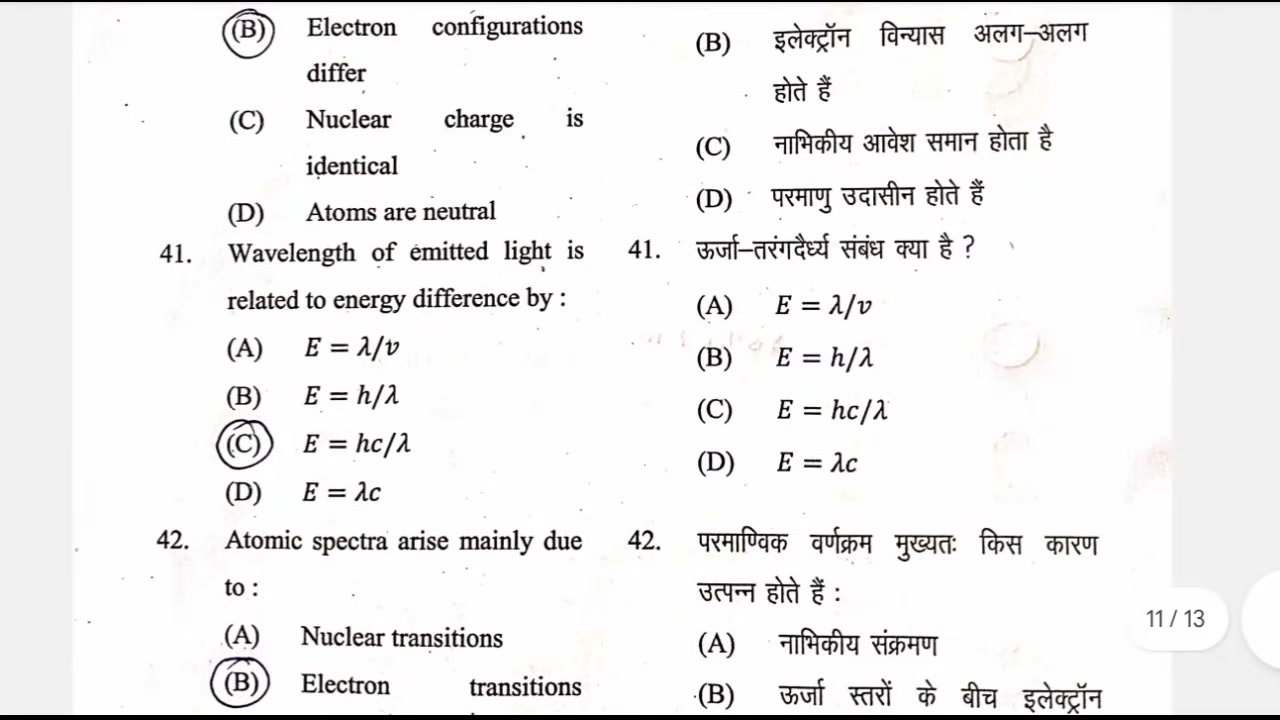 (B) Electron configurations
differ
(C) Nuclear charge is
identical
(D) Atoms are neutral
41. Wavelength of emitted light is
related to energy difference by :
(A) E = λ/ν
(B) E = h/λ
(C) E = hc/λ
(D) E = λc
42. Atomic spectra arise mainly due
to :
(A) Nuclear transitions
(B) Electron transitions
(B) इलेक्ट्रॉन विन्यास अलग–अलग
होते हैं
(C) नाभिकीय आवेश समान होता है
(D) परमाणु उदासीन होते हैं
41. ऊर्जा–तरंगदैर्ध्य संबंध क्या है ?
(A) E = λ/ν
(B) E = h/λ
(C) E = hc/λ
(D) E = λc
42. परमाण्विक वर्णक्रम मुख्यतः किस कारण
उत्पन्न होते हैं :
(A) नाभिकीय संक्रमण
(B) ऊर्जा स्तरों के बीच इलेक्ट्रॉन
11 / 13